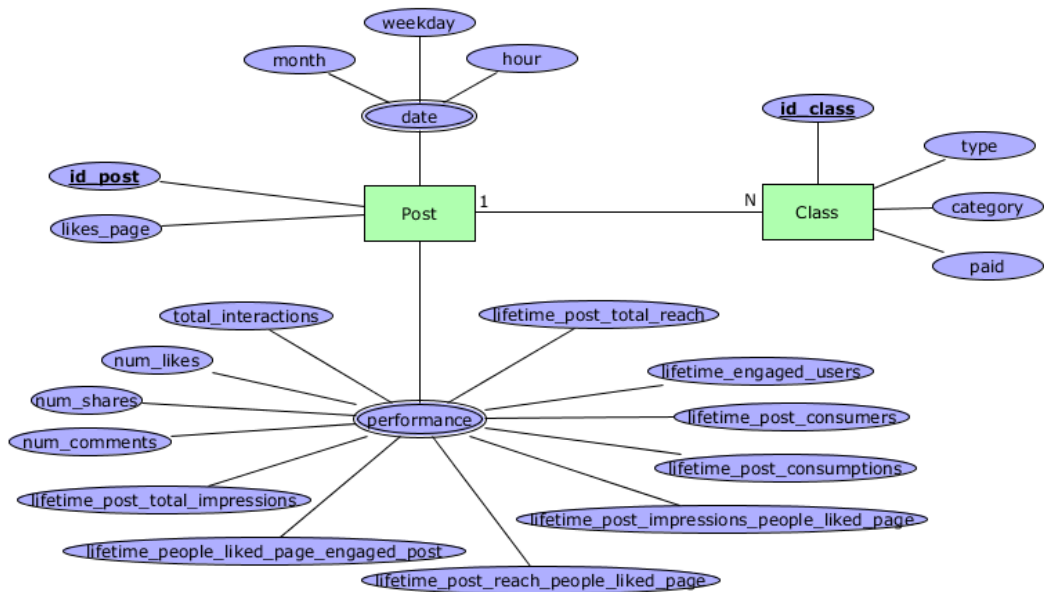 weekday
month
hour
date
id_class
type
id_post
category
Post
1
N
Class
likes_page
paid
total_interactions
lifetime_post_total_reach
num_likes
lifetime_engaged_users
num_shares
lifetime_post_consumers
performance
num_comments
lifetime_post_consumptions
lifetime_post_total_impressions
lifetime_post_impressions_people_liked_page
lifetime_people_liked_page_engaged_post
lifetime_post_reach_people_liked_page